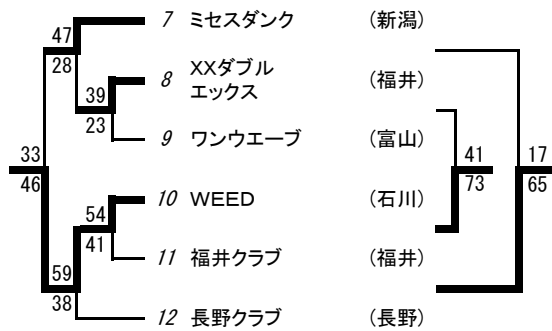 47
28
7 ミセスダンク (新潟)
39
23
8 XXダブル
エックス (福井)
9 ワンウエーブ (富山)
33
46
41
73
17
65
54
41
10 WEED (石川)
11 福井クラブ (福井)
59
38
12 長野クラブ (長野)